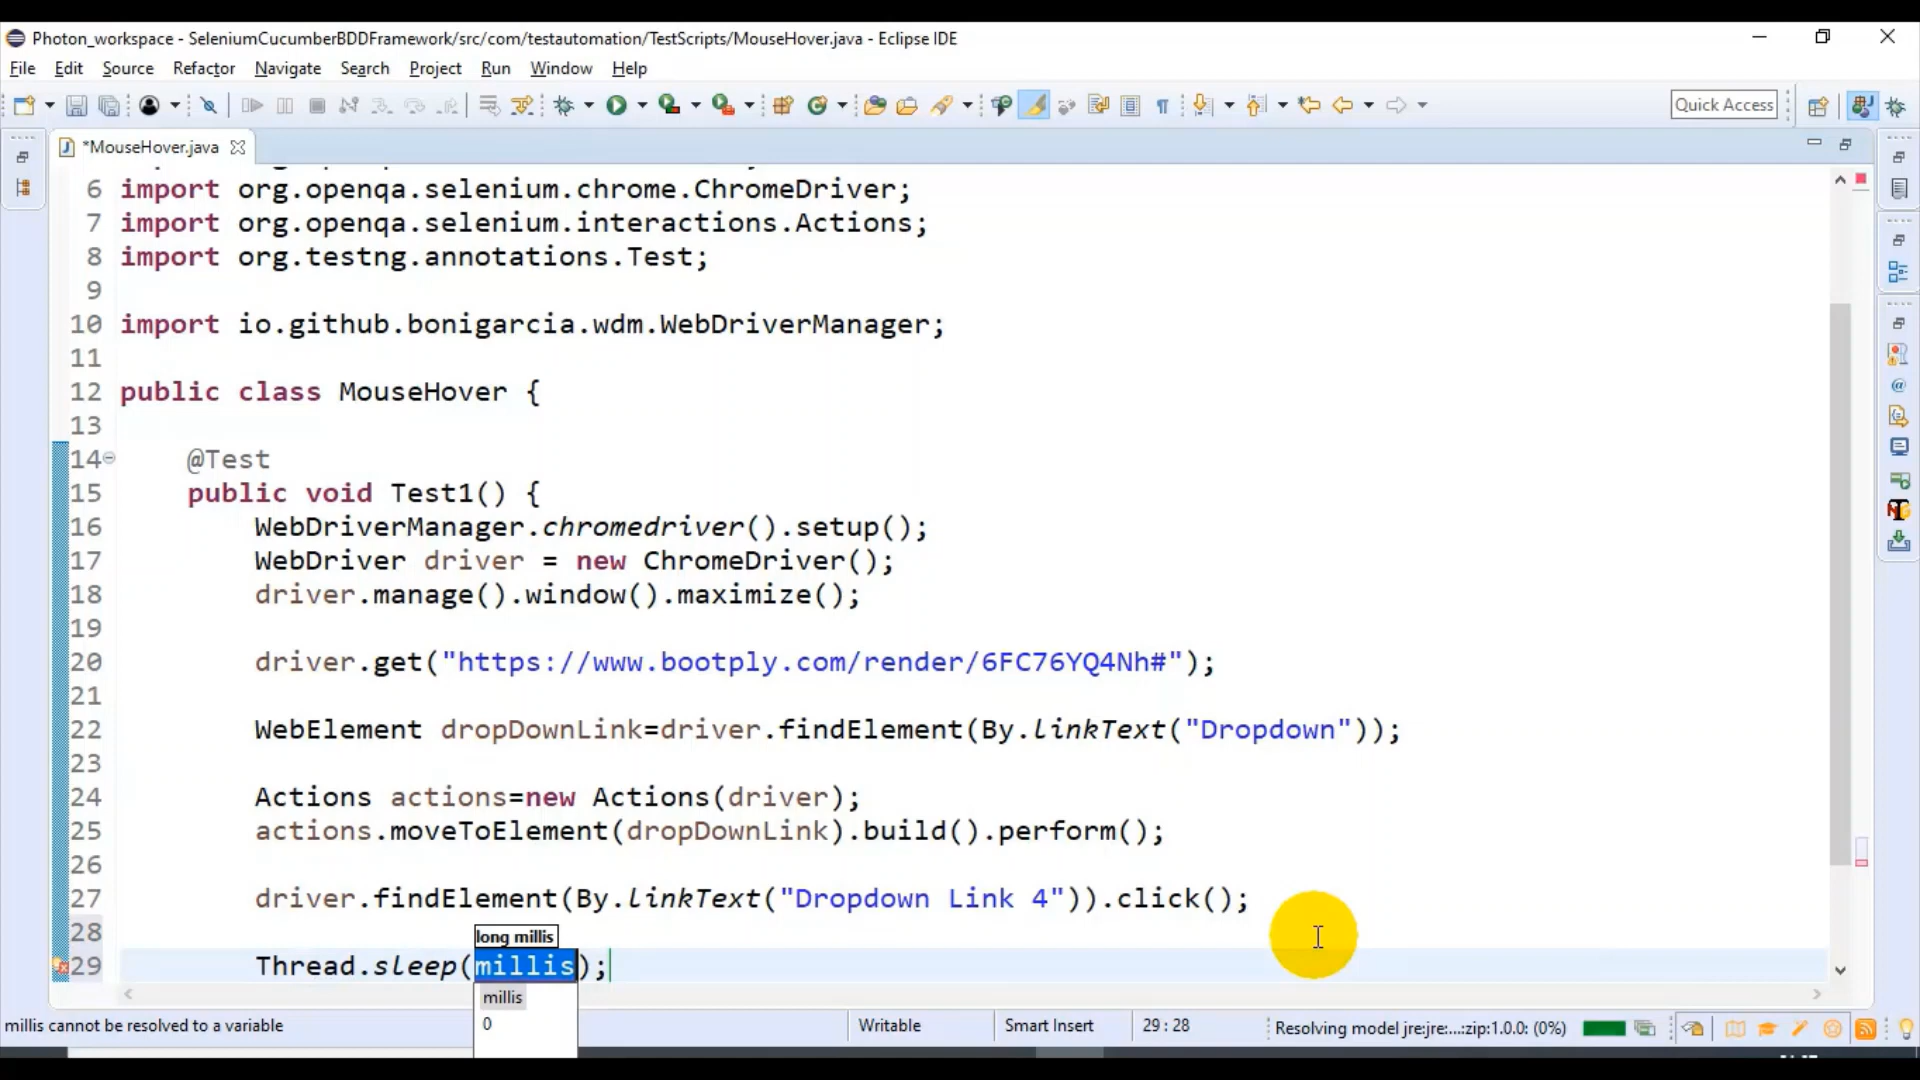 Photon_workspace - SeleniumCucumberBDDFramework/src/com/testautomation/TestScripts/MouseHover.java - Eclipse IDE
File Edit Source Refactor Navigate Search Project Run Window Help
Quick Access
*MouseHover.java
6 import org.openqa.selenium.chrome.ChromeDriver;
7 import org.openqa.selenium.interactions.Actions;
8 import org.testng.annotations.Test;
9
10 import io.github.bonigarcia.wdm.WebDriverManager;
11
12 public class MouseHover {
13
14 @Test
15 public void Test1() {
16 WebDriverManager.chromedriver().setup();
17 WebDriver driver = new ChromeDriver();
18 driver.manage().window().maximize();
19
20 driver.get("https://www.bootply.com/render/6FC76YQ4Nh#");
21
22 WebElement dropDownLink=driver.findElement(By.linkText("Dropdown"));
23
24 Actions actions=new Actions(driver);
25 actions.moveToElement(dropDownLink).build().perform();
26
27 driver.findElement(By.linkText("Dropdown Link 4")).click();
28
long millis
29 Thread.sleep(millis);
millis
0
millis cannot be resolved to a variable Writable Smart Insert 29 : 28 Resolving model jre:jre:...:zip:1.0.0: (0%)